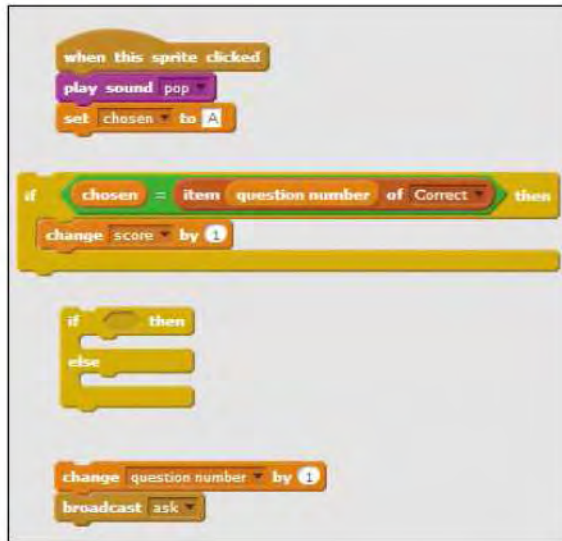 when this sprite clicked
play sound pop
set chosen to A
if chosen = item question number of Correct then
change score by 1
if then
else
change question number by 1
broadcast ask